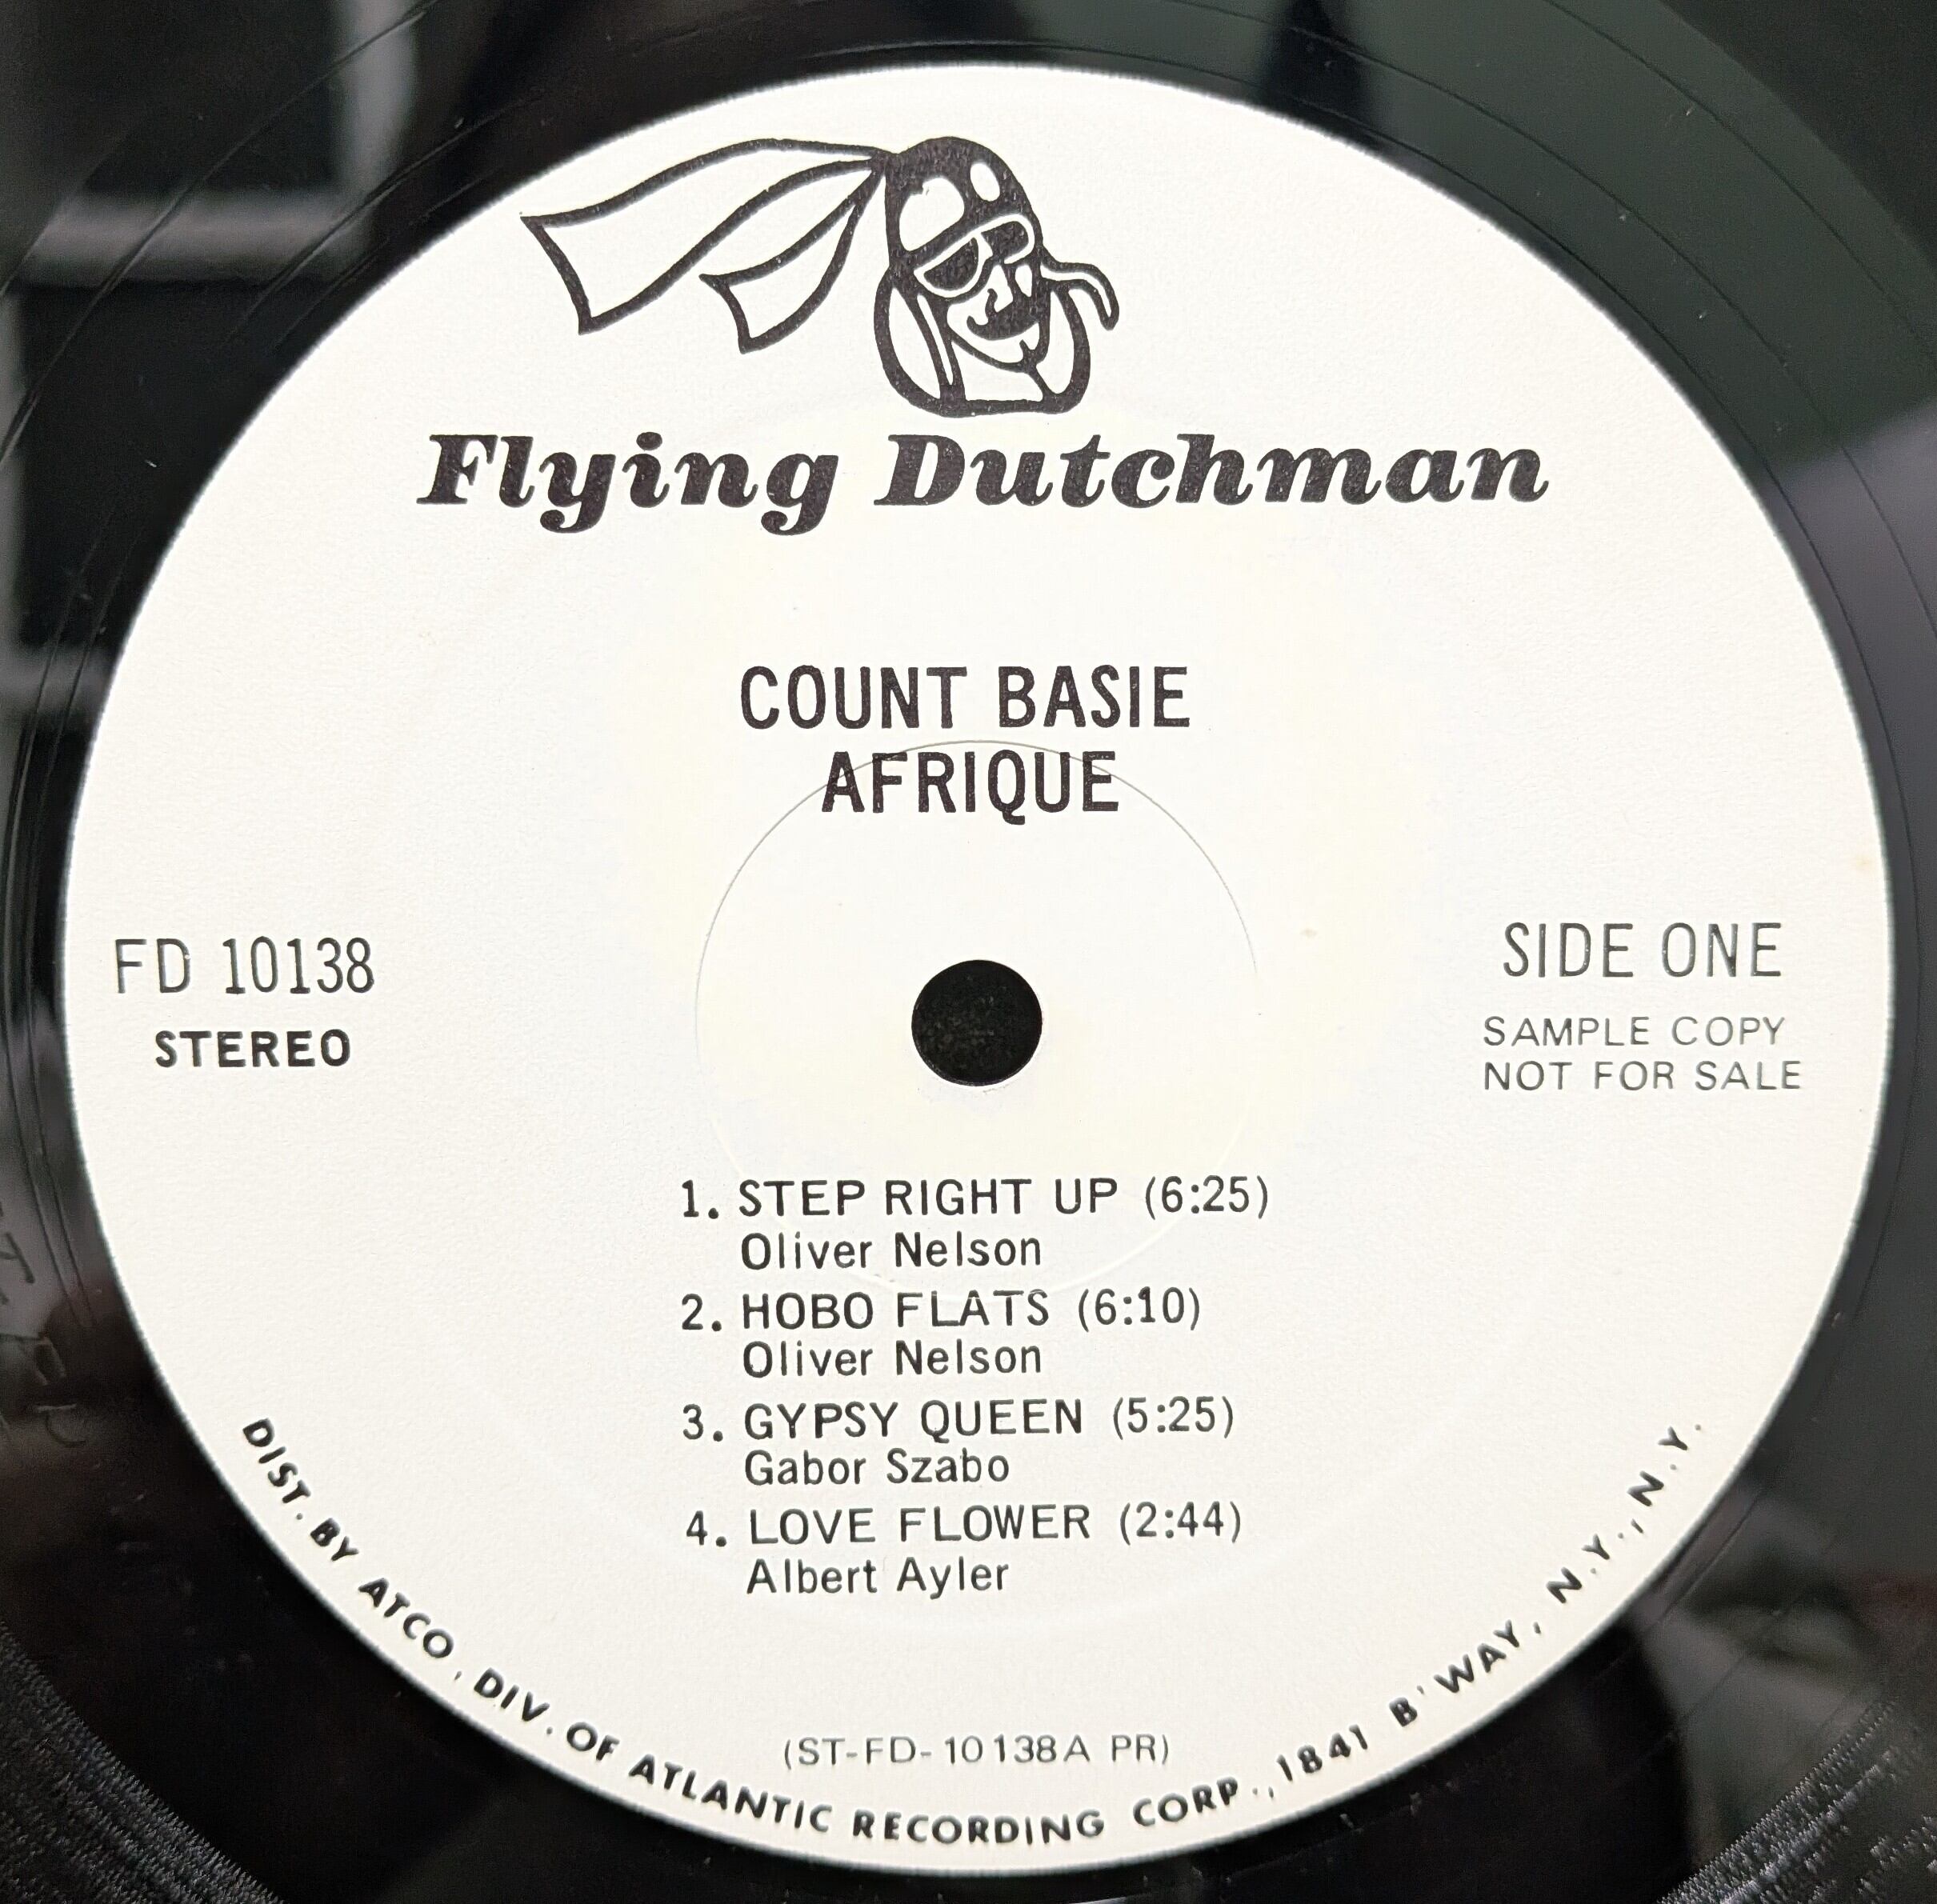 Flying Dutchman
COUNT BASIE
AFRIQUE
FD 10138
STEREO
SIDE ONE
SAMPLE COPY
NOT FOR SALE
1. STEP RIGHT UP (6:25)
Oliver Nelson
2. HOBO FLATS (6:10)
Oliver Nelson
3. GYPSY QUEEN (5:25)
Gabor Szabo
4. LOVE FLOWER (2:44)
Albert Ayler
(ST-FD-10138A PR)
DIST. BY ATCO, DIV. OF ATLANTIC RECORDING CORP., 1841 B'WAY, N.Y., N.Y.